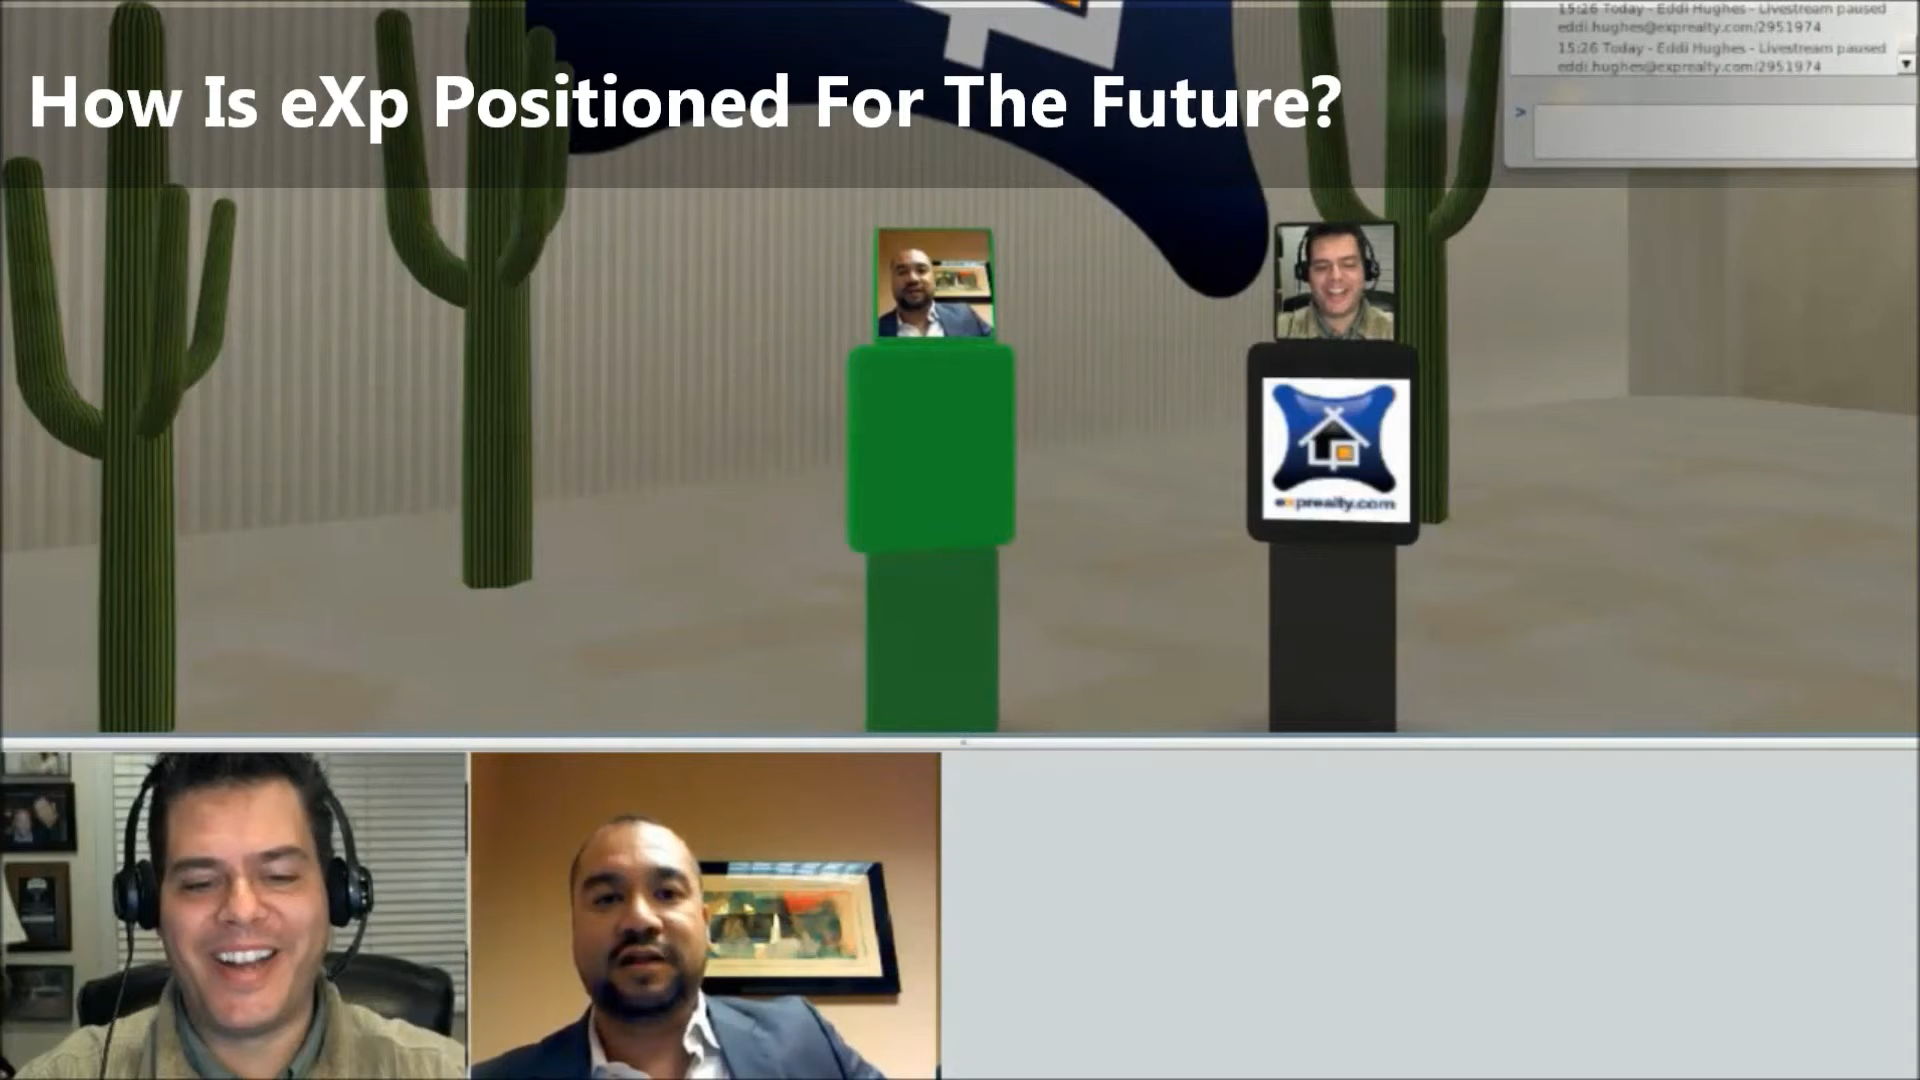 15:26 Today - Eddi Hughes - Livestream paused
eddi.hughes@exprealty.com/2951974
15:26 Today - Eddi Hughes - Livestream paused
eddi.hughes@exprealty.com/2951974
How Is eXp Positioned For The Future?
>
exprealty.com